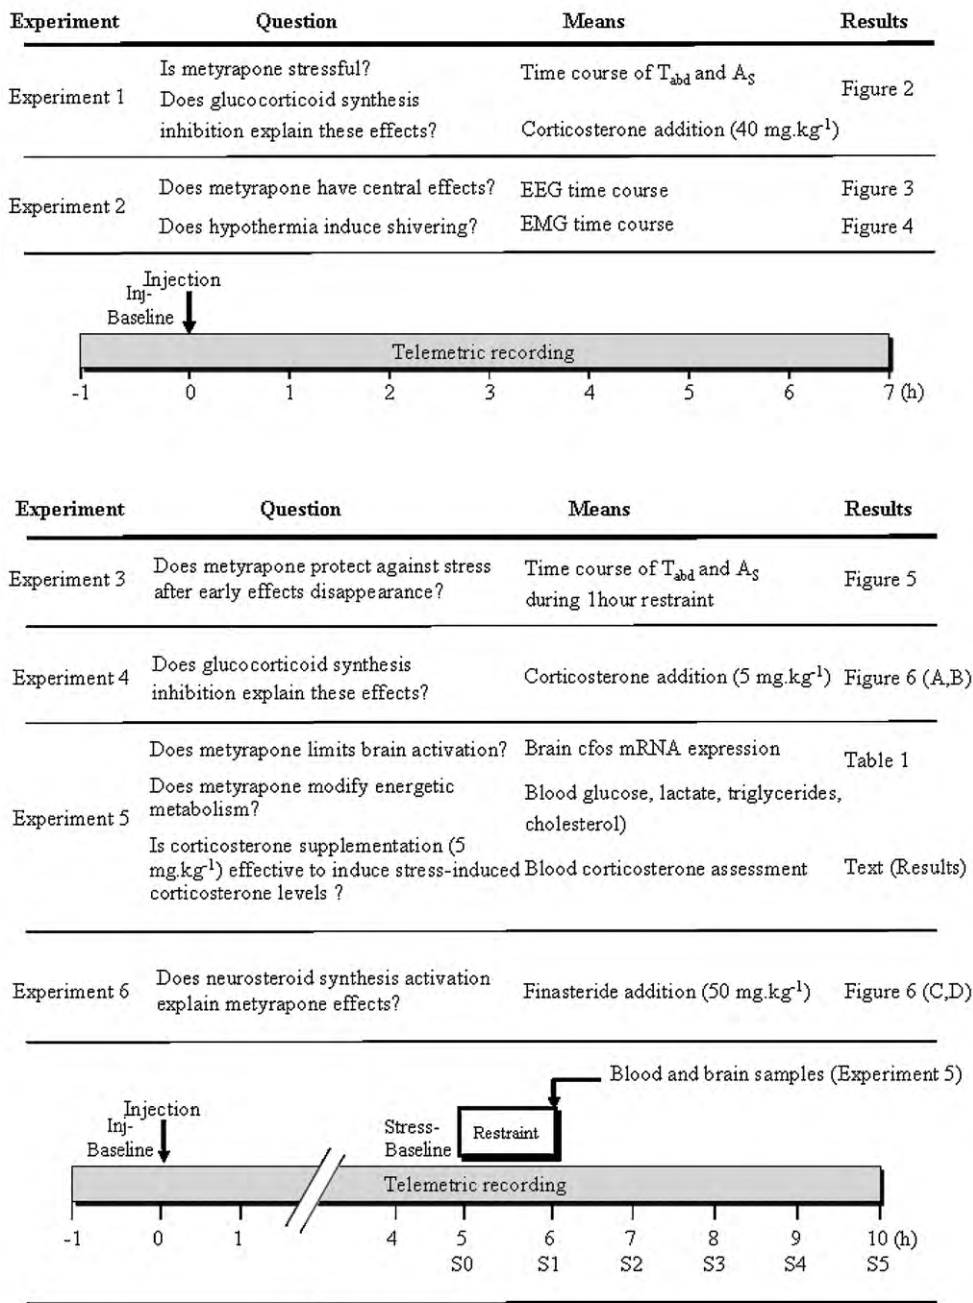 Experiment Question Means Results
Is metyrapone stressful?
Time course of Tabd and AS
Experiment 1
Does glucocorticoid synthesis
inhibition explain these effects?
Corticosterone addition (40 mg.kg-1)
Figure 2
Experiment 2
Does metyrapone have central effects? EEG time course Figure 3
Does hypothermia induce shivering? EMG time course Figure 4
Injection
Inj-
Baseline
Telemetric recording
-1 0 1 2 3 4 5 6 7 (h)
Experiment Question Means Results
Experiment 3
Does metyrapone protect against stress
after early effects disappearance?
Time course of Tabd and AS
during 1hour restraint
Figure 5
Experiment 4
Does glucocorticoid synthesis
inhibition explain these effects?
Corticosterone addition (5 mg.kg-1) Figure 6 (A,B)
Experiment 5
Does metyrapone limits brain activation? Brain cfos mRNA expression
Table 1
Does metyrapone modify energetic
metabolism?
Blood glucose, lactate, triglycerides,
cholesterol)
Is corticosterone supplementation (5
mg.kg-1) effective to induce stress-induced
corticosterone levels ?
Blood corticosterone assessment Text (Results)
Experiment 6
Does neurosteroid synthesis activation
explain metyrapone effects?
Finasteride addition (50 mg.kg-1) Figure 6 (C,D)
Blood and brain samples (Experiment 5)
Injection
Inj-
Baseline
Stress-
Baseline
Restraint
Telemetric recording
-1 0 1 4 5 6 7 8 9 10 (h)
S0 S1 S2 S3 S4 S5